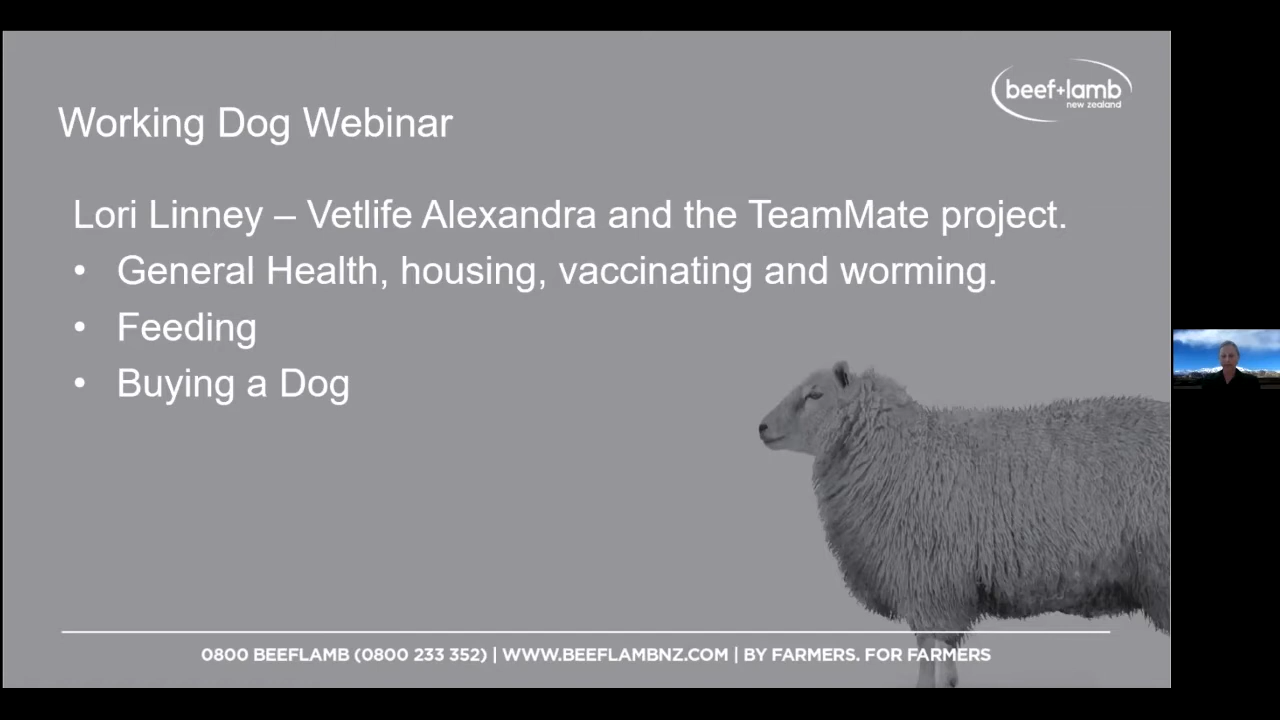 beef+lamb
new zealand
Working Dog Webinar
Lori Linney – Vetlife Alexandra and the TeamMate project.
• General Health, housing, vaccinating and worming.
• Feeding
• Buying a Dog
0800 BEEFLAMB (0800 233 352) | WWW.BEEFLAMBNZ.COM | BY FARMERS. FOR FARMERS